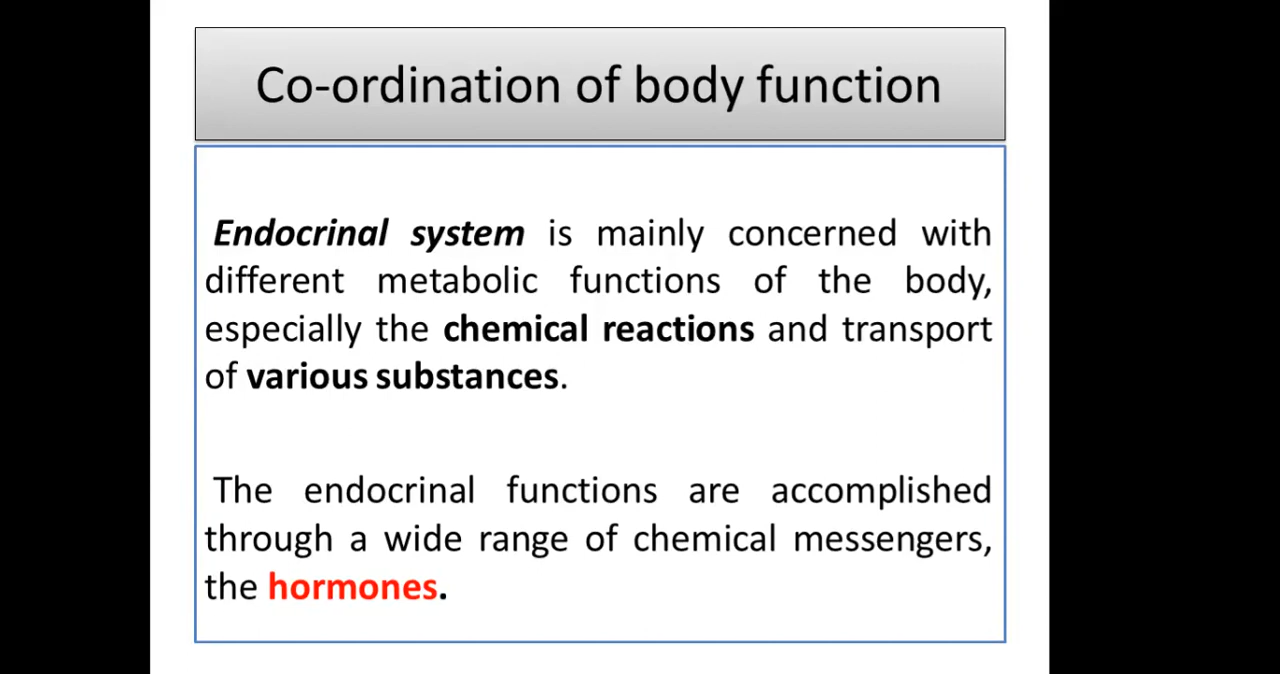 Co-ordination of body function
Endocrinal system is mainly concerned with
different metabolic functions of the body,
especially the chemical reactions and transport
of various substances.
The endocrinal functions are accomplished
through a wide range of chemical messengers,
the hormones.